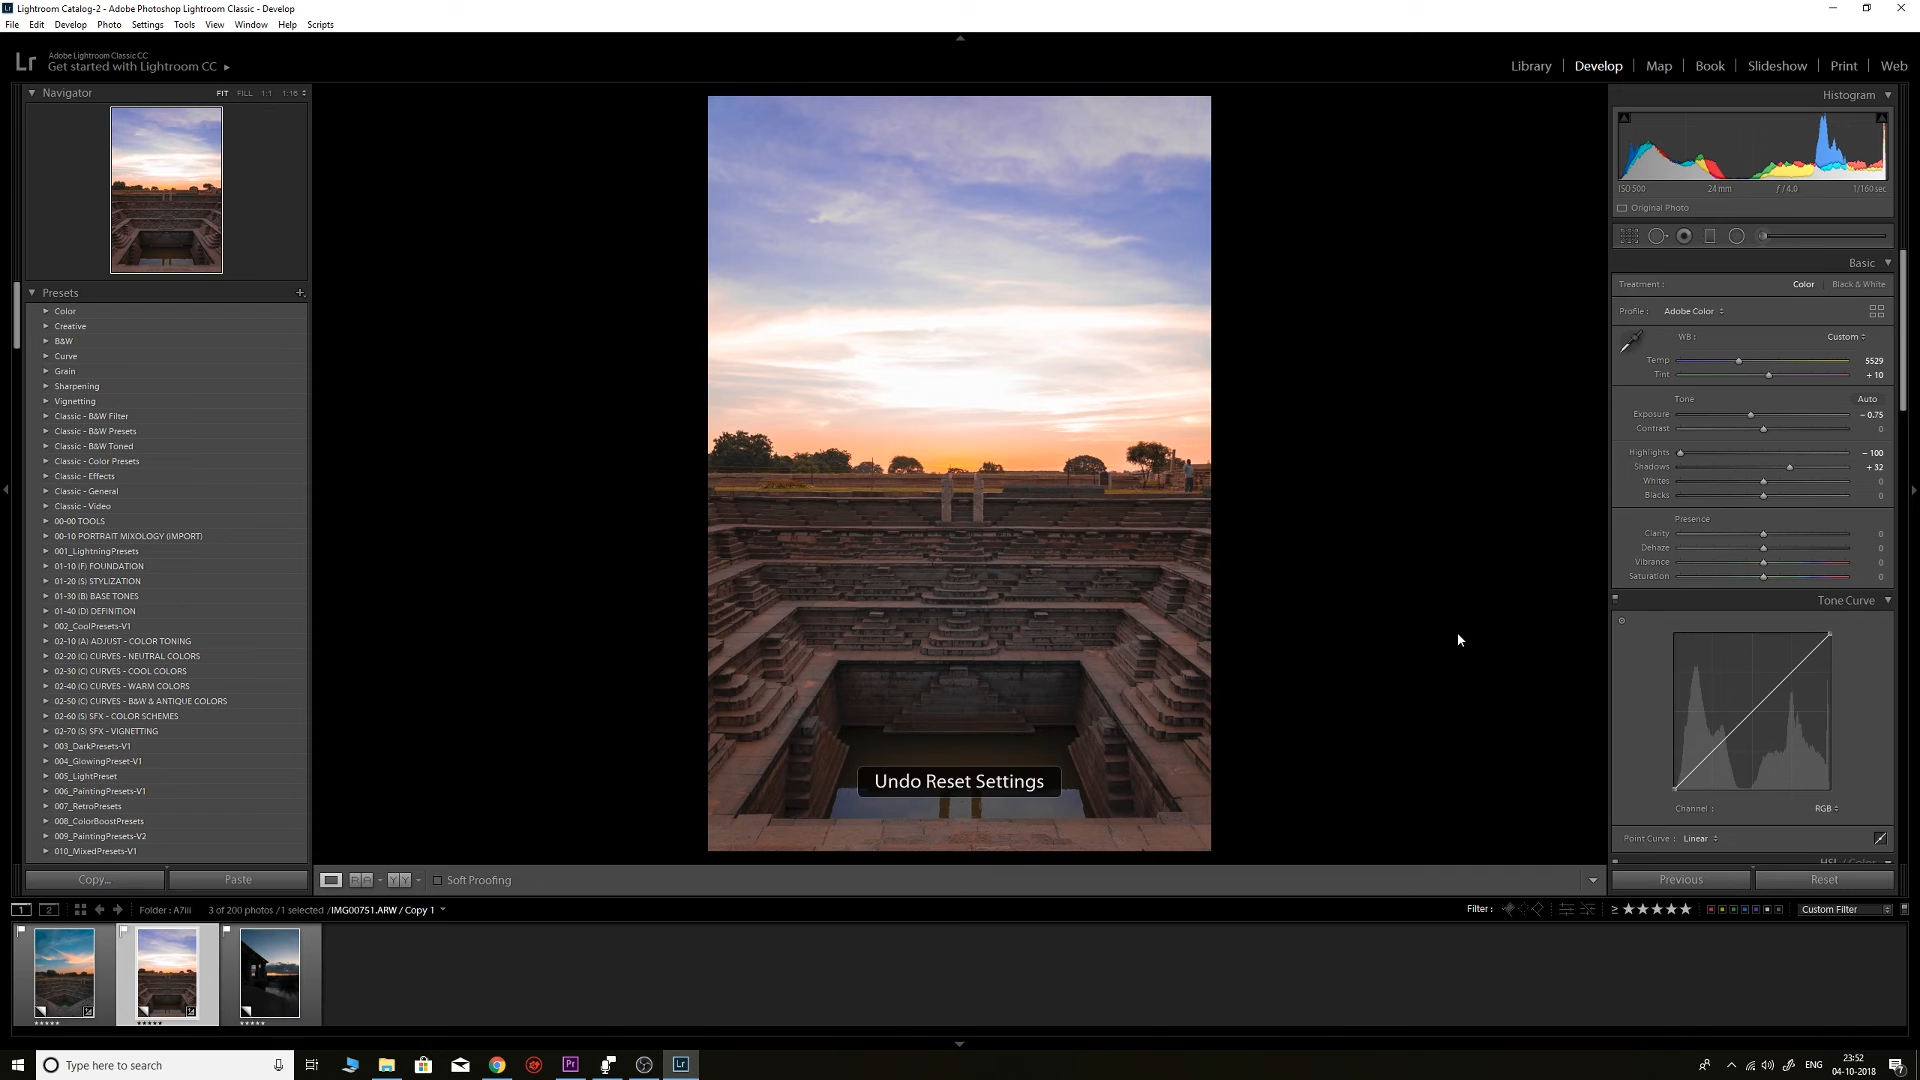 Lightroom Catalog-2 - Adobe Photoshop Lightroom Classic - Develop
File Edit Develop Photo Settings Tools View Window Help Scripts
Lr
Adobe Lightroom Classic CC
Get started with Lightroom CC
Library Develop Map Book Slideshow Print Web
Navigator
FIT FILL 1:1 1:16
Presets
Color
Creative
B&W
Curve
Grain
Sharpening
Vignetting
Classic - B&W Filter
Classic - B&W Presets
Classic - B&W Toned
Classic - Color Presets
Classic - Effects
Classic - General
Classic - Video
00-00 TOOLS
00-10 PORTRAIT MIXOLOGY (IMPORT)
001_LightningPresets
01-10 (F) FOUNDATION
01-20 (S) STYLIZATION
01-30 (B) BASE TONES
01-40 (D) DEFINITION
002_CoolPresets-V1
02-10 (A) ADJUST - COLOR TONING
02-20 (C) CURVES - NEUTRAL COLORS
02-30 (C) CURVES - COOL COLORS
02-40 (C) CURVES - WARM COLORS
02-50 (C) CURVES - B&W & ANTIQUE COLORS
02-60 (S) SFX - COLOR SCHEMES
02-70 (S) SFX - VIGNETTING
003_DarkPresets-V1
004_GlowingPreset-V1
005_LightPreset
006_PaintingPresets-V1
007_RetroPresets
008_ColorBoostPresets
009_PaintingPresets-V2
010_MixedPresets-V1
Copy... Paste
Undo Reset Settings
Soft Proofing
Histogram
ISO 500 24 mm ƒ / 4.0 1/160 sec
Original Photo
Basic
Treatment : Color Black & White
Profile : Adobe Color
WB : Custom
Temp 5529
Tint + 10
Tone Auto
Exposure - 0.75
Contrast 0
Highlights - 100
Shadows + 32
Whites 0
Blacks 0
Presence
Clarity 0
Dehaze 0
Vibrance 0
Saturation 0
Tone Curve
Channel : RGB
Point Curve : Linear
HSL / Color
Previous Reset
1 2 Folder : A7iii 3 of 200 photos / 1 selected / IMG00751.ARW / Copy 1
Filter : ≥ ★★★★★ Custom Filter
Type here to search
Pr Lr
ENG 23:52
04-10-2018
7